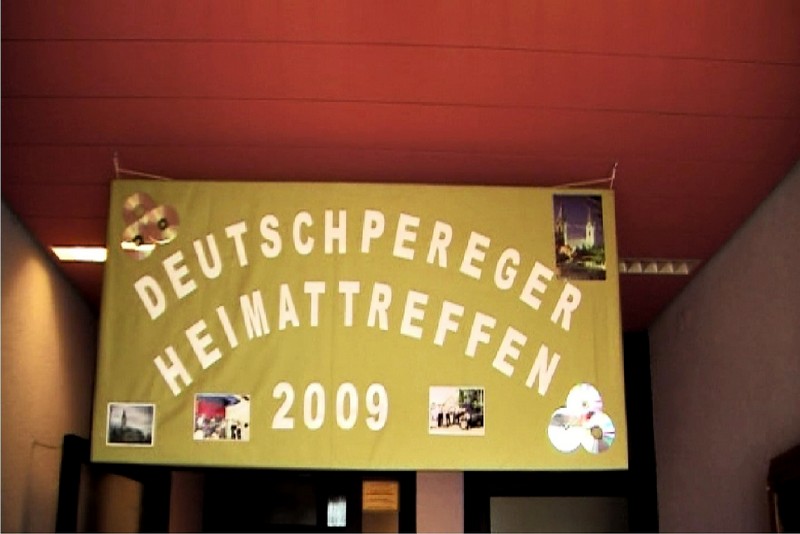 DEUTSCHPEREGER
HEIMATTREFFEN
2009